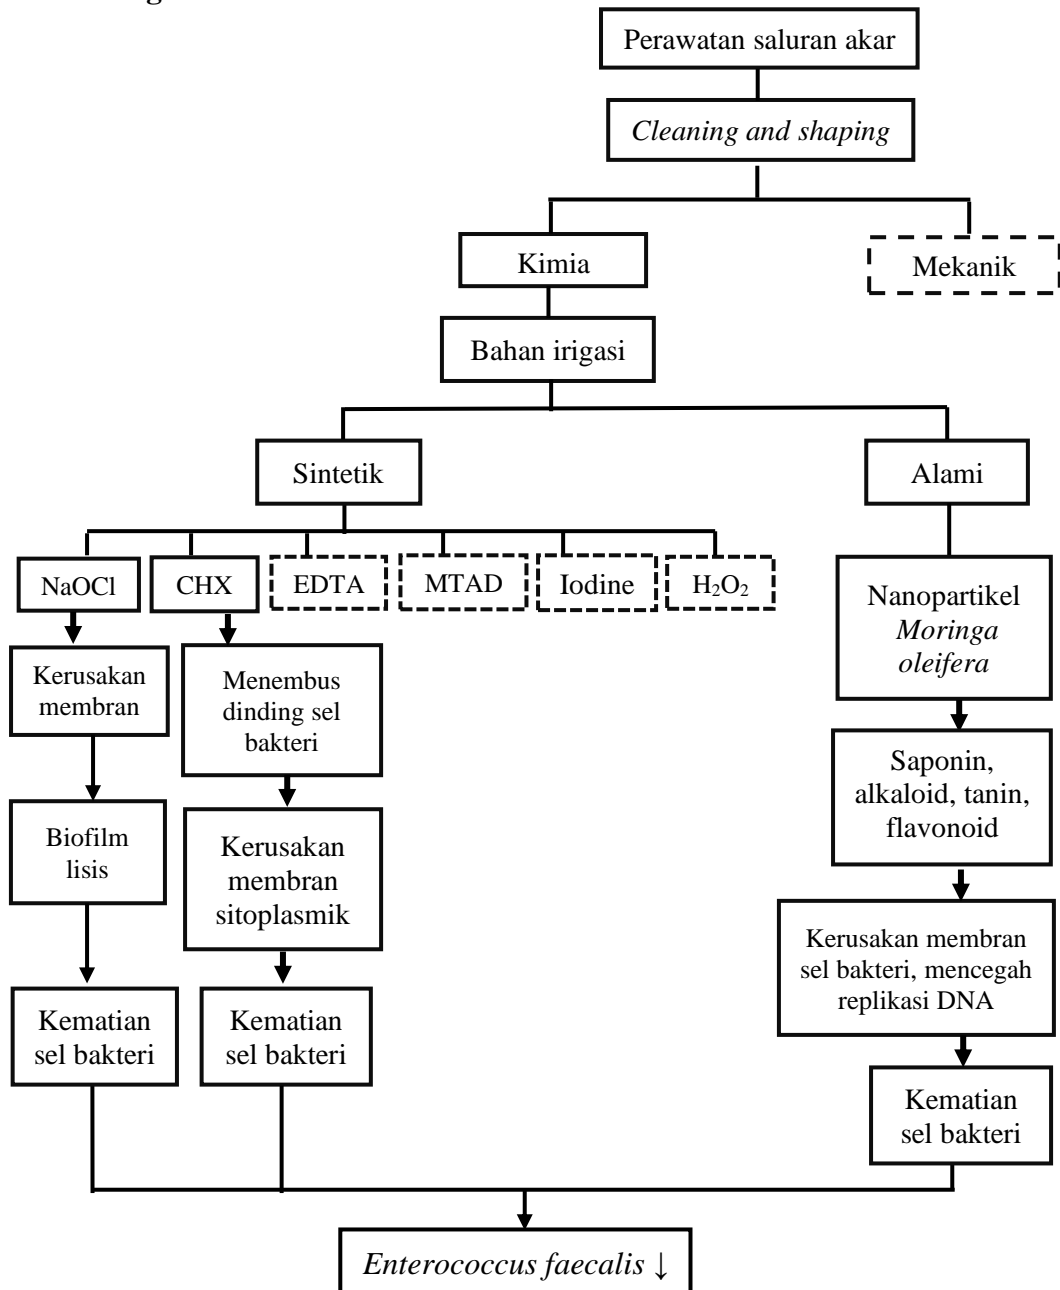 Perawatan saluran akar
Cleaning and shaping
Kimia
Mekanik
Bahan irigasi
Sintetik
Alami
NaOCl
CHX
EDTA
MTAD
Iodine
H₂O₂
Nanopartikel
Moringa
oleifera
Kerusakan
membran
Menembus
dinding sel
bakteri
Saponin,
alkaloid, tanin,
flavonoid
Biofilm
lisis
Kerusakan
membran
sitoplasmik
Kerusakan membran
sel bakteri, mencegah
replikasi DNA
Kematian
sel bakteri
Kematian
sel bakteri
Kematian
sel bakteri
Enterococcus faecalis ↓